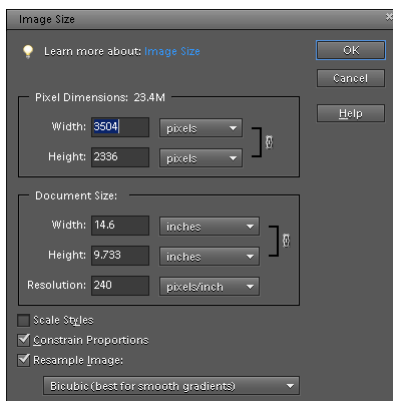 Image Size
Learn more about: Image Size
OK
Cancel
Help
Pixel Dimensions: 23.4M
Width: 3504 pixels
Height: 2336 pixels
Document Size:
Width: 14.6 inches
Height: 9.733 inches
Resolution: 240 pixels/inch
Scale Styles
Constrain Proportions
Resample Image:
Bicubic (best for smooth gradients)